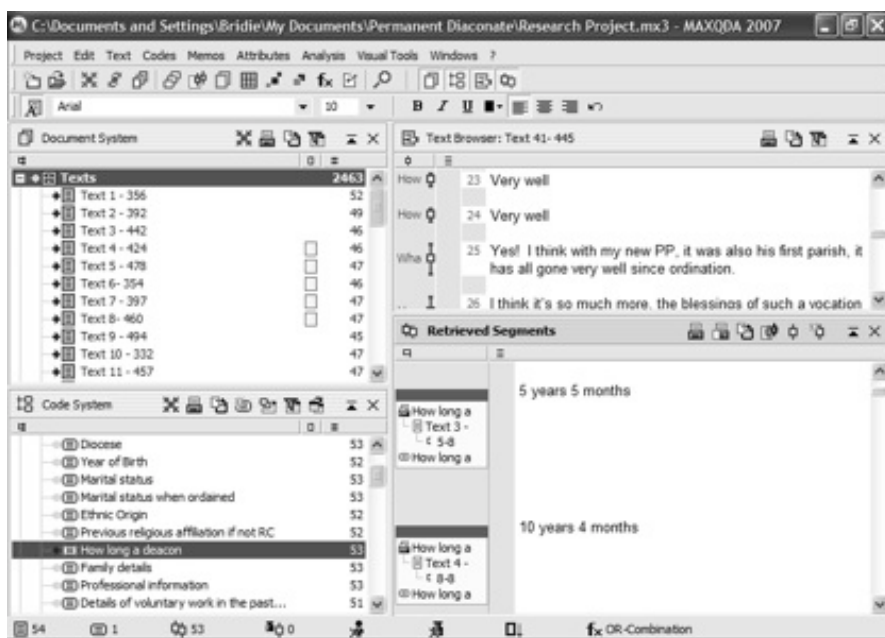 C:\Documents and Settings\Bridie\My Documents\Permanent Diaconate\Research Project.mx3 - MAXQDA 2007
Project Edit Text Codes Memos Attributes Analysis Visual Tools Windows ?
Arial 10 B I U
Document System
Texts 2463
Text 1 - 356 52
Text 2 - 392 49
Text 3 - 442 46
Text 4 - 424 46
Text 5 - 478 47
Text 6- 354 46
Text 7 - 397 47
Text 8- 460 47
Text 9 - 494 45
Text 10 - 332 47
Text 11 - 457 47
Code System
Diocese 53
Year of Birth 52
Marital status 53
Marital status when ordained 53
Ethnic Origin 52
Previous religious affiliation if not RC 52
How long a deacon 53
Family details 53
Professional information 53
Details of voluntary work in the past... 51
Text Browser: Text 41- 445
How 23 Very well
How 24 Very well
Wha 25 Yes! I think with my new PP, it was also his first parish, it
has all gone very well since ordination.
.. 26 I think it's so much more, the blessings of such a vocation
Retrieved Segments
5 years 5 months
How long a
Text 3 -
5-8
How long a
10 years 4 months
How long a
Text 4 -
8-8
How long a
54 1 53 0 fx OR-Combination